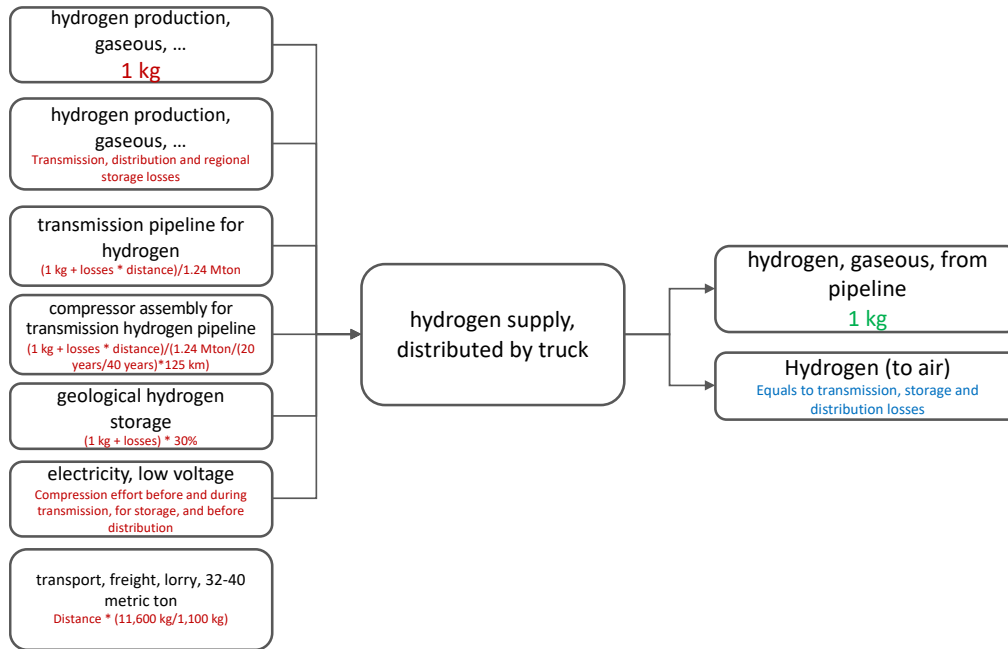 hydrogen production,
gaseous, …
1 kg
hydrogen production,
gaseous, …
Transmission, distribution and regional
storage losses
transmission pipeline for
hydrogen
(1 kg + losses * distance)/1.24 Mton
compressor assembly for
transmission hydrogen pipeline
(1 kg + losses * distance)/(1.24 Mton/(20
years/40 years)*125 km)
geological hydrogen
storage
(1 kg + losses) * 30%
electricity, low voltage
Compression effort before and during
transmission, for storage, and before
distribution
transport, freight, lorry, 32-40
metric ton
Distance * (11,600 kg/1,100 kg)
hydrogen supply,
distributed by truck
hydrogen, gaseous, from
pipeline
1 kg
Hydrogen (to air)
Equals to transmission, storage and
distribution losses